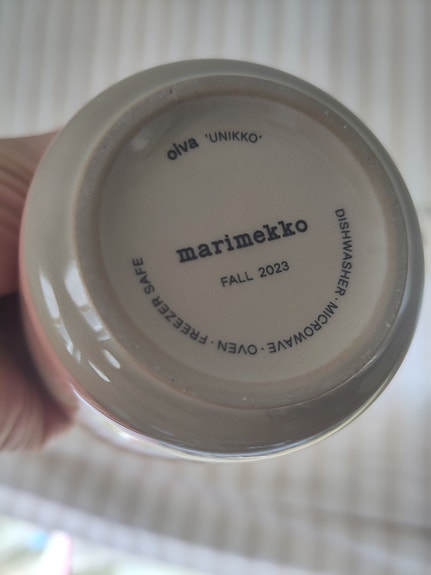 oiva "UNIKKO"
marimekko
FALL 2023
DISHWASHER · MICROWAVE · OVEN · FREEZER SAFE